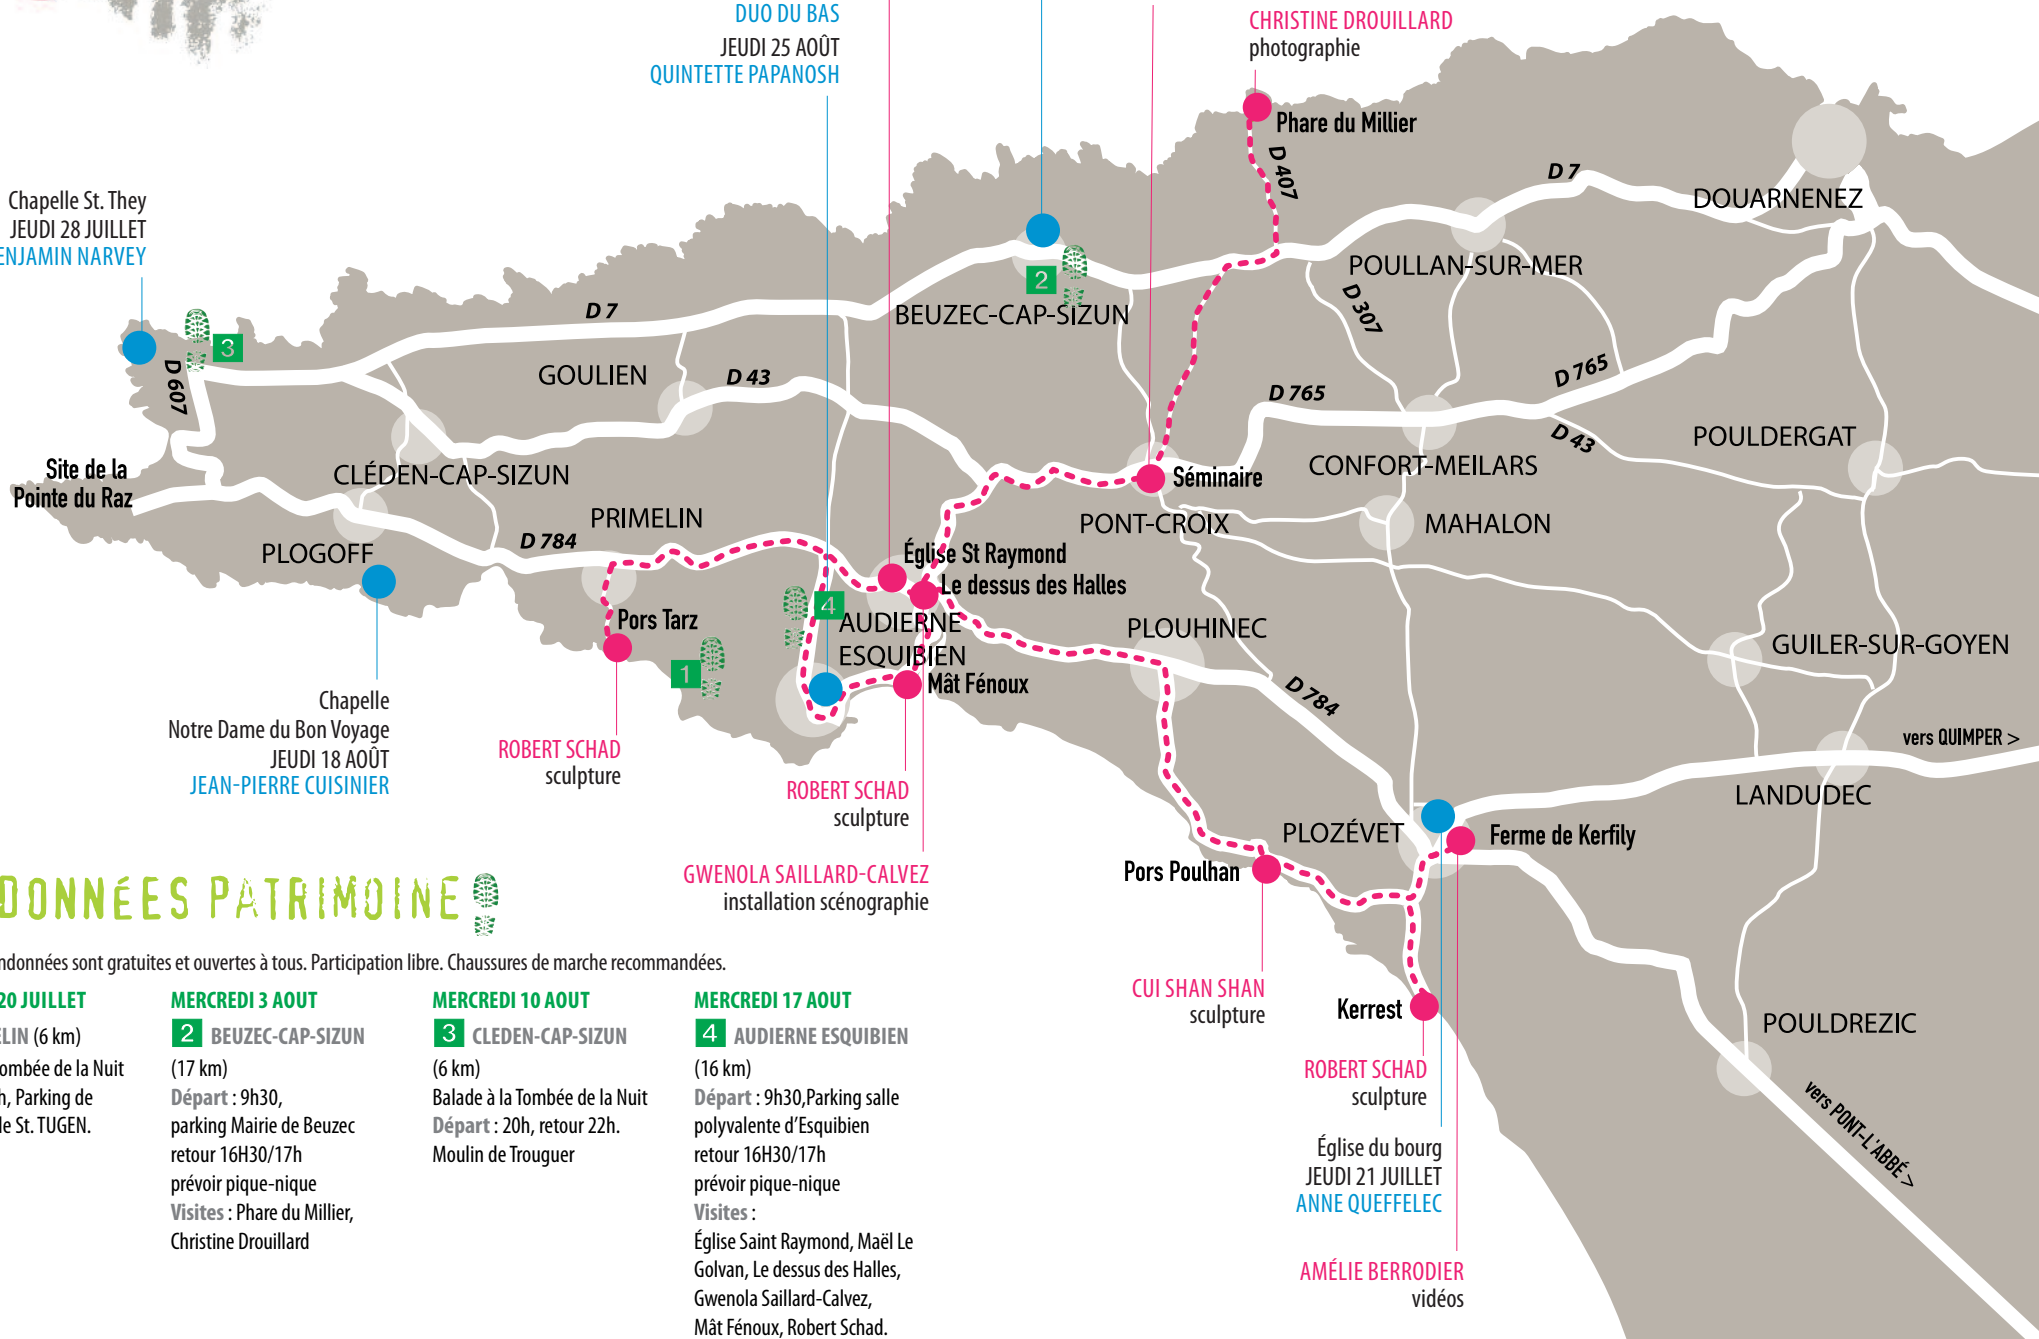 DUO DU BAS
JEUDI 25 AOÛT
QUINTETTE PAPANOSH
CHRISTINE DROUILLARD
photographie
Phare du Millier
D 407
D 7
DOUARNENEZ
Chapelle St. They
JEUDI 28 JUILLET
ENJAMIN NARVEY
POULLAN-SUR-MER
2
BEUZEC-CAP-SIZUN
D 307
D 7
3
D 607
GOULIEN
D 43
D 765
D 765
D 43
POULDERGAT
Site de la
Pointe du Raz
CLÉDEN-CAP-SIZUN
Séminaire
CONFORT-MEILARS
PRIMELIN
PONT-CROIX
MAHALON
D 784
PLOGOFF
Église St Raymond
Le dessus des Halles
4
Pors Tarz
AUDIERNE
ESQUIBIEN
PLOUHINEC
GUILER-SUR-GOYEN
1
Mât Fénoux
D 784
Chapelle
Notre Dame du Bon Voyage
JEUDI 18 AOÛT
JEAN-PIERRE CUISINIER
ROBERT SCHAD
sculpture
ROBERT SCHAD
sculpture
vers QUIMPER >
LANDUDEC
PLOZÉVET
Ferme de Kerfily
Pors Poulhan
GWENOLA SAILLARD-CALVEZ
installation scénographie
CUI SHAN SHAN
sculpture
Kerrest
POULDREZIC
ROBERT SCHAD
sculpture
vers PONT-L'ABBÉ >
Église du bourg
JEUDI 21 JUILLET
ANNE QUEFFELEC
AMÉLIE BERRODIER
vidéos
DONNÉES PATRIMOINE
ndonnées sont gratuites et ouvertes à tous. Participation libre. Chaussures de marche recommandées.
20 JUILLET
ELIN (6 km)
ombée de la Nuit
h, Parking de
le St. TUGEN.
MERCREDI 3 AOUT
2 BEUZEC-CAP-SIZUN
(17 km)
Départ : 9h30,
parking Mairie de Beuzec
retour 16H30/17h
prévoir pique-nique
Visites : Phare du Millier,
Christine Drouillard
MERCREDI 10 AOUT
3 CLEDEN-CAP-SIZUN
(6 km)
Balade à la Tombée de la Nuit
Départ : 20h, retour 22h.
Moulin de Trouguer
MERCREDI 17 AOUT
4 AUDIERNE ESQUIBIEN
(16 km)
Départ : 9h30,Parking salle
polyvalente d'Esquibien
retour 16H30/17h
prévoir pique-nique
Visites :
Église Saint Raymond, Maël Le
Golvan, Le dessus des Halles,
Gwenola Saillard-Calvez,
Mât Fénoux, Robert Schad.